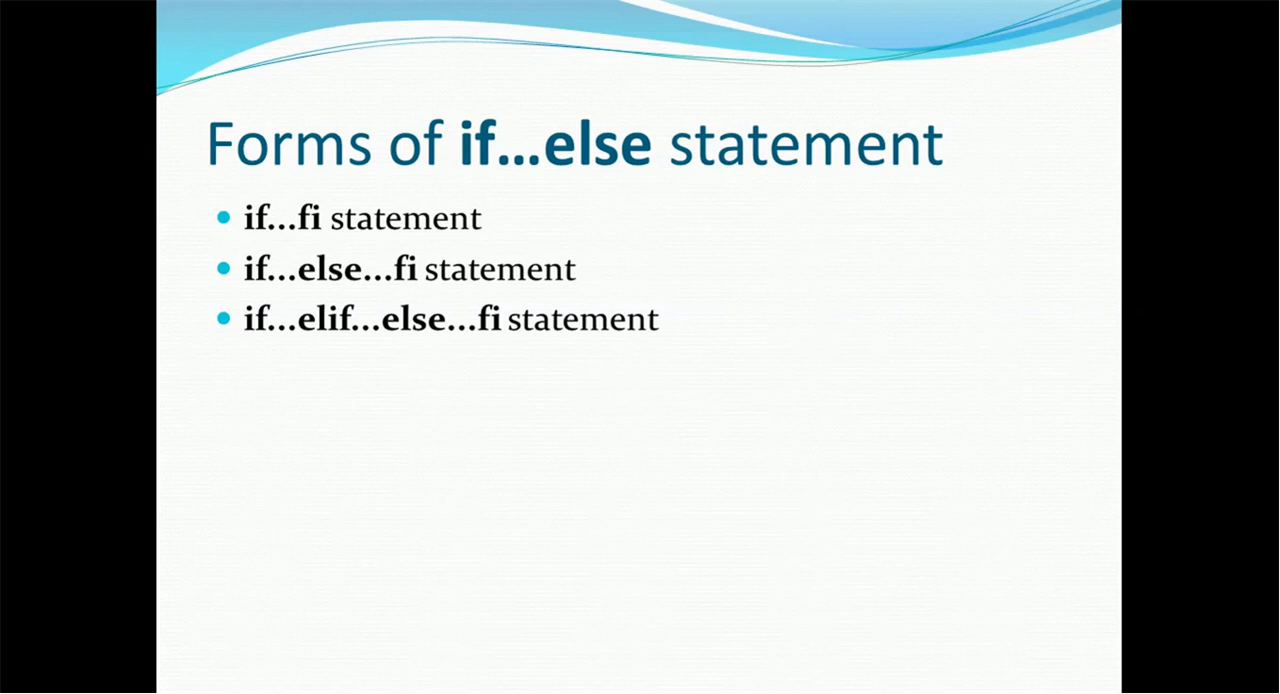 Forms of if...else statement
if...fi statement
if...else...fi statement
if...elif...else...fi statement